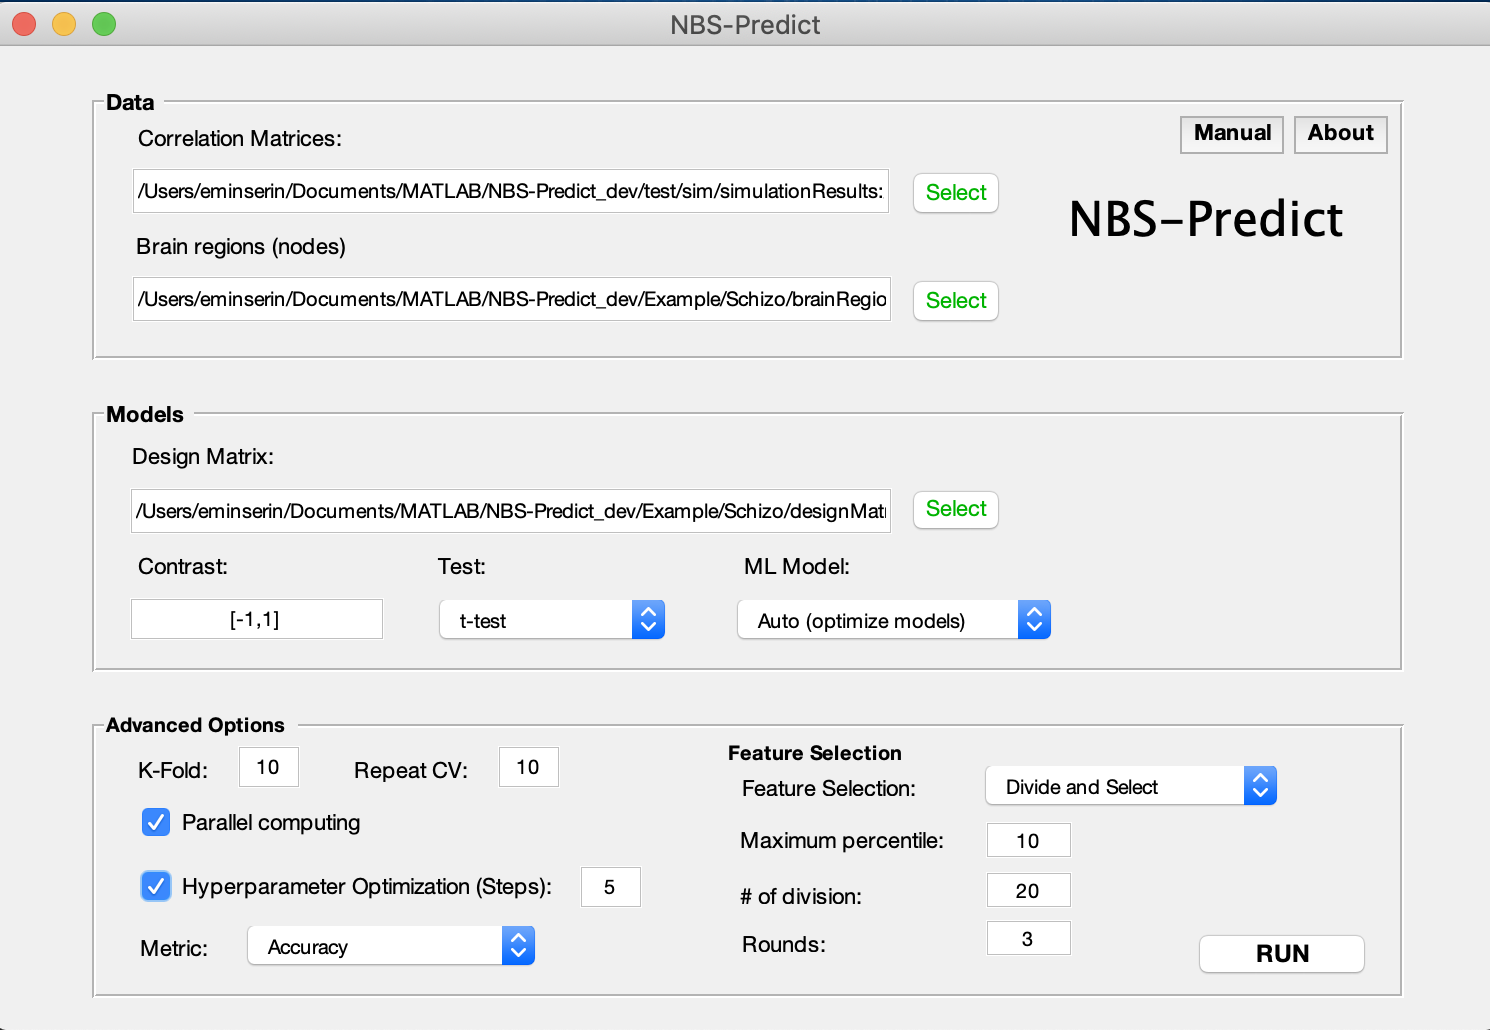 NBS-Predict
Data
Manual About
Correlation Matrices:
/Users/eminserin/Documents/MATLAB/NBS-Predict_dev/test/sim/simulationResults: Select
NBS-Predict
Brain regions (nodes)
/Users/eminserin/Documents/MATLAB/NBS-Predict_dev/Example/Schizo/brainRegio Select
Models
Design Matrix:
/Users/eminserin/Documents/MATLAB/NBS-Predict_dev/Example/Schizo/designMat Select
Contrast: Test: ML Model:
[-1,1] t-test Auto (optimize models)
Advanced Options
K-Fold: 10 Repeat CV: 10
Parallel computing
Hyperparameter Optimization (Steps): 5
Metric: Accuracy
Feature Selection
Feature Selection: Divide and Select
Maximum percentile: 10
# of division: 20
Rounds: 3
RUN